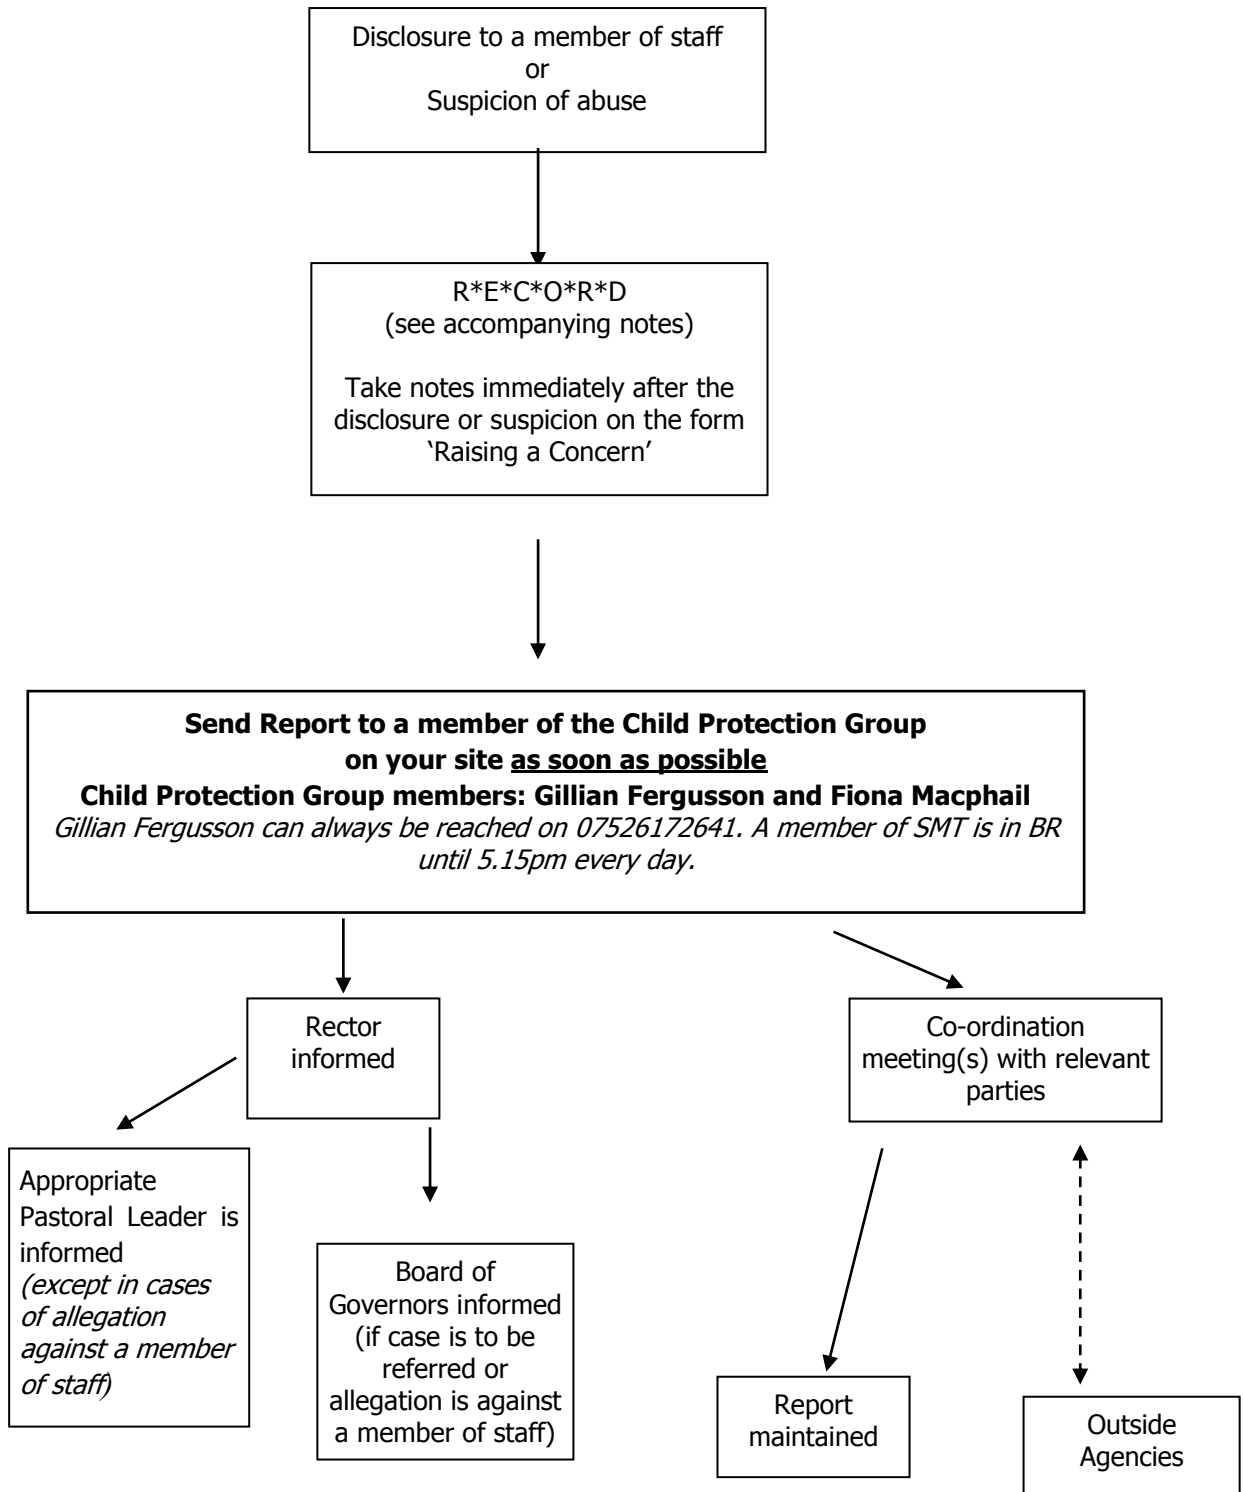 Disclosure to a member of staff
or
Suspicion of abuse
R*E*C*O*R*D
(see accompanying notes)
Take notes immediately after the
disclosure or suspicion on the form
‘Raising a Concern’
Send Report to a member of the Child Protection Group
on your site as soon as possible
Child Protection Group members: Gillian Fergusson and Fiona Macphail
Gillian Fergusson can always be reached on 07526172641. A member of SMT is in BR
until 5.15pm every day.
Rector
informed
Co-ordination
meeting(s) with relevant
parties
Appropriate
Pastoral Leader is
informed
(except in cases
of allegation
against a member
of staff)
Board of
Governors informed
(if case is to be
referred or
allegation is against
a member of staff)
Report
maintained
Outside
Agencies